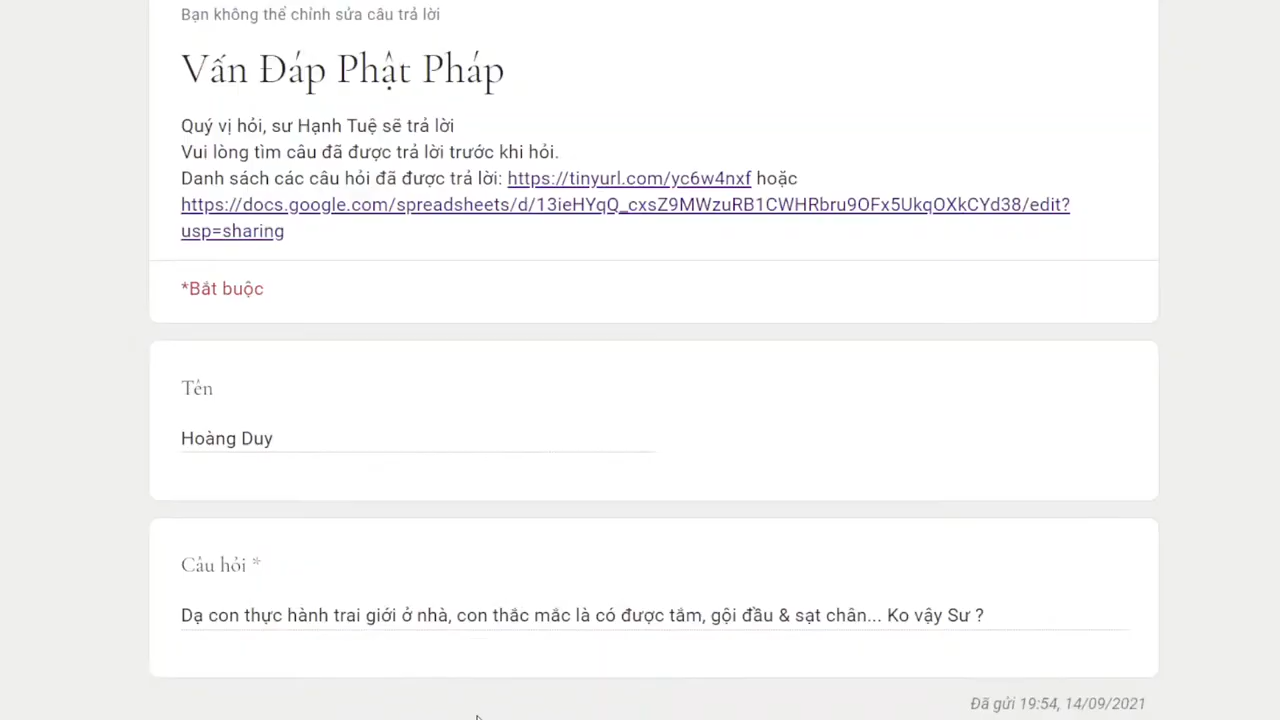 Bạn không thể chỉnh sửa câu trả lời
Vấn Đáp Phật Pháp
Quý vị hỏi, sư Hạnh Tuệ sẽ trả lời
Vui lòng tìm câu đã được trả lời trước khi hỏi.
Danh sách các câu hỏi đã được trả lời: https://tinyurl.com/yc6w4nxf hoặc
https://docs.google.com/spreadsheets/d/13ieHYqQ_cxsZ9MWzuRB1CWHRbru9OFx5UkqOXkCYd38/edit?
usp=sharing
*Bắt buộc
Tên
Hoàng Duy
Câu hỏi *
Dạ con thực hành trai giới ở nhà, con thắc mắc là có được tắm, gội đầu & sạt chân... Ko vậy Sư ?
Đã gửi 19:54, 14/09/2021